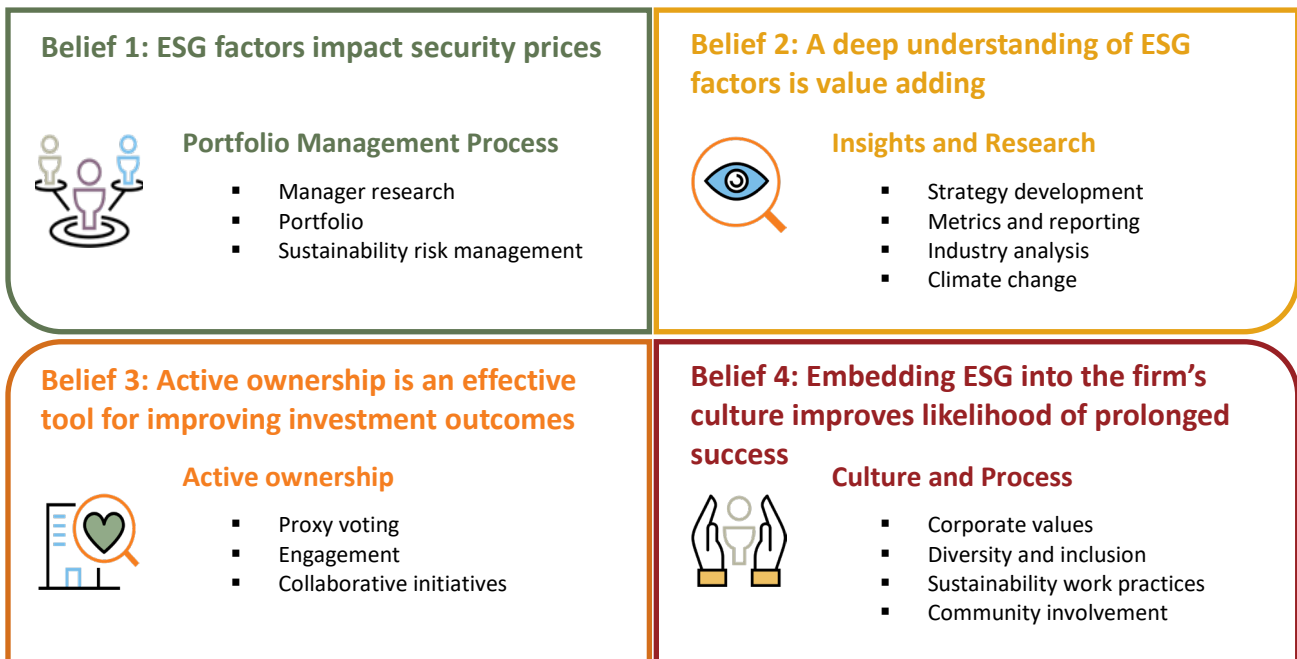 Belief 1: ESG factors impact security prices
Portfolio Management Process
▪ Manager research
▪ Portfolio
▪ Sustainability risk management
Belief 2: A deep understanding of ESG
factors is value adding
Insights and Research
▪ Strategy development
▪ Metrics and reporting
▪ Industry analysis
▪ Climate change
Belief 3: Active ownership is an effective
tool for improving investment outcomes
Active ownership
▪ Proxy voting
▪ Engagement
▪ Collaborative initiatives
Belief 4: Embedding ESG into the firm’s
culture improves likelihood of prolonged
success
Culture and Process
▪ Corporate values
▪ Diversity and inclusion
▪ Sustainability work practices
▪ Community involvement